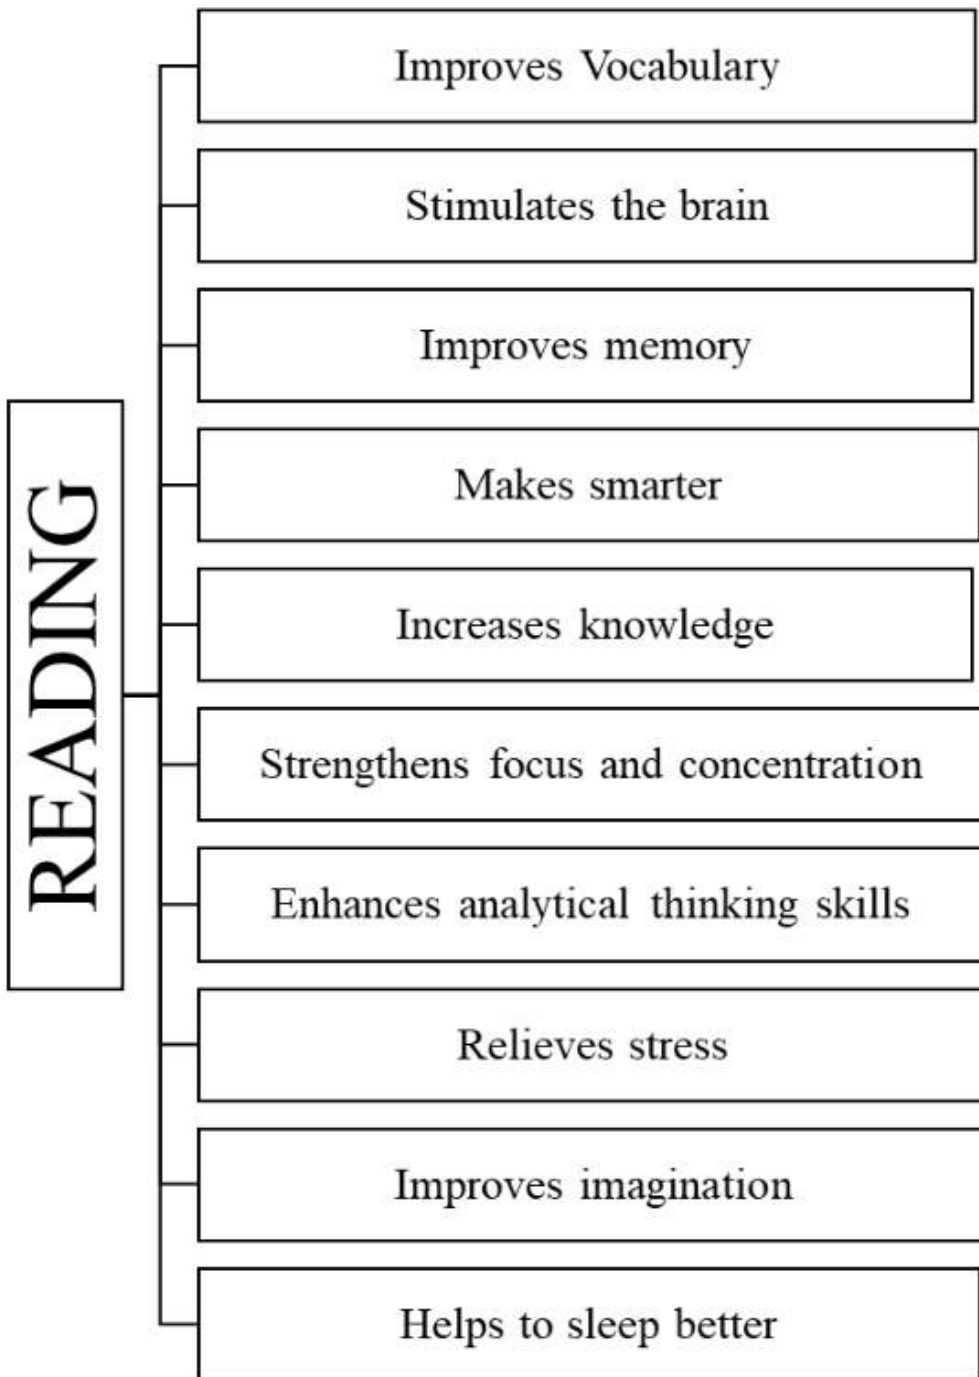 READING
Improves Vocabulary
Stimulates the brain
Improves memory
Makes smarter
Increases knowledge
Strengthens focus and concentration
Enhances analytical thinking skills
Relieves stress
Improves imagination
Helps to sleep better